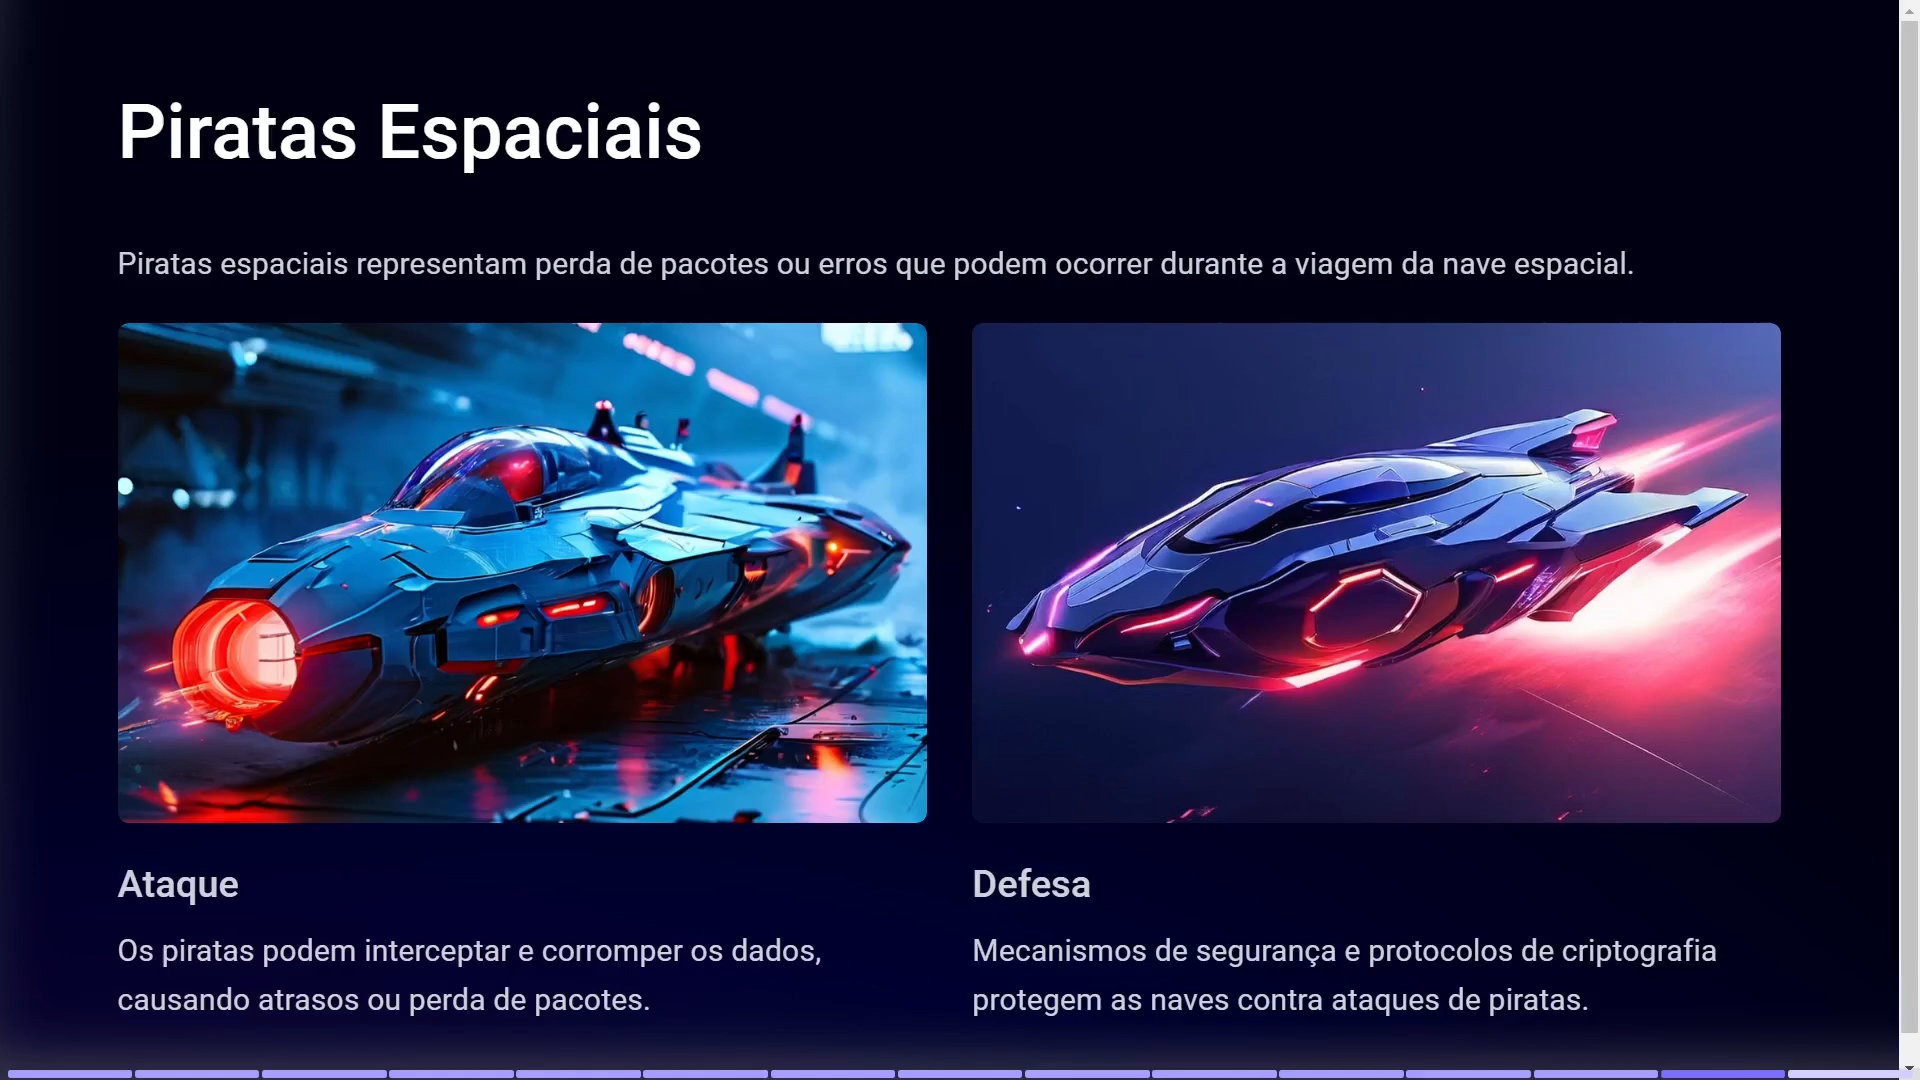 Piratas Espaciais
Piratas espaciais representam perda de pacotes ou erros que podem ocorrer durante a viagem da nave espacial.
Ataque
Os piratas podem interceptar e corromper os dados,
causando atrasos ou perda de pacotes.
Defesa
Mecanismos de segurança e protocolos de criptografia
protegem as naves contra ataques de piratas.